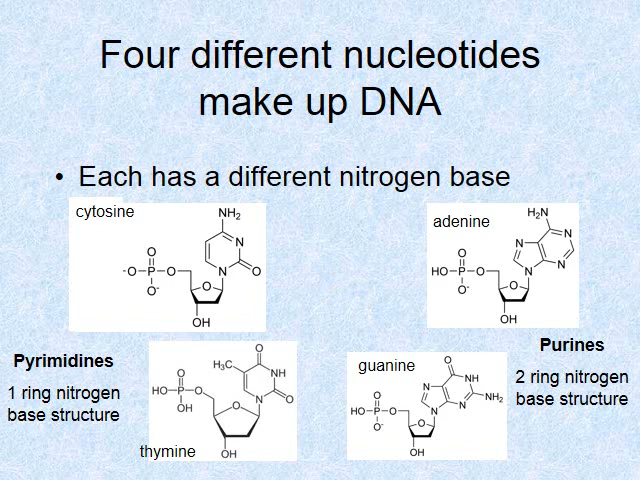 Four different nucleotides
make up DNA
• Each has a different nitrogen base
cytosine
NH₂
N
N
O
O
-O-P-O
O-
O
OH
adenine
H₂N
N
N
N
N
O
HO-P-O
O-
O
OH
Pyrimidines
1 ring nitrogen
base structure
O
H₃C
NH
N
O
O
HO-P-O
OH
O
OH
thymine
guanine
O
N
NH
N
N
NH₂
O
HO-P-O
O-
O
OH
Purines
2 ring nitrogen
base structure